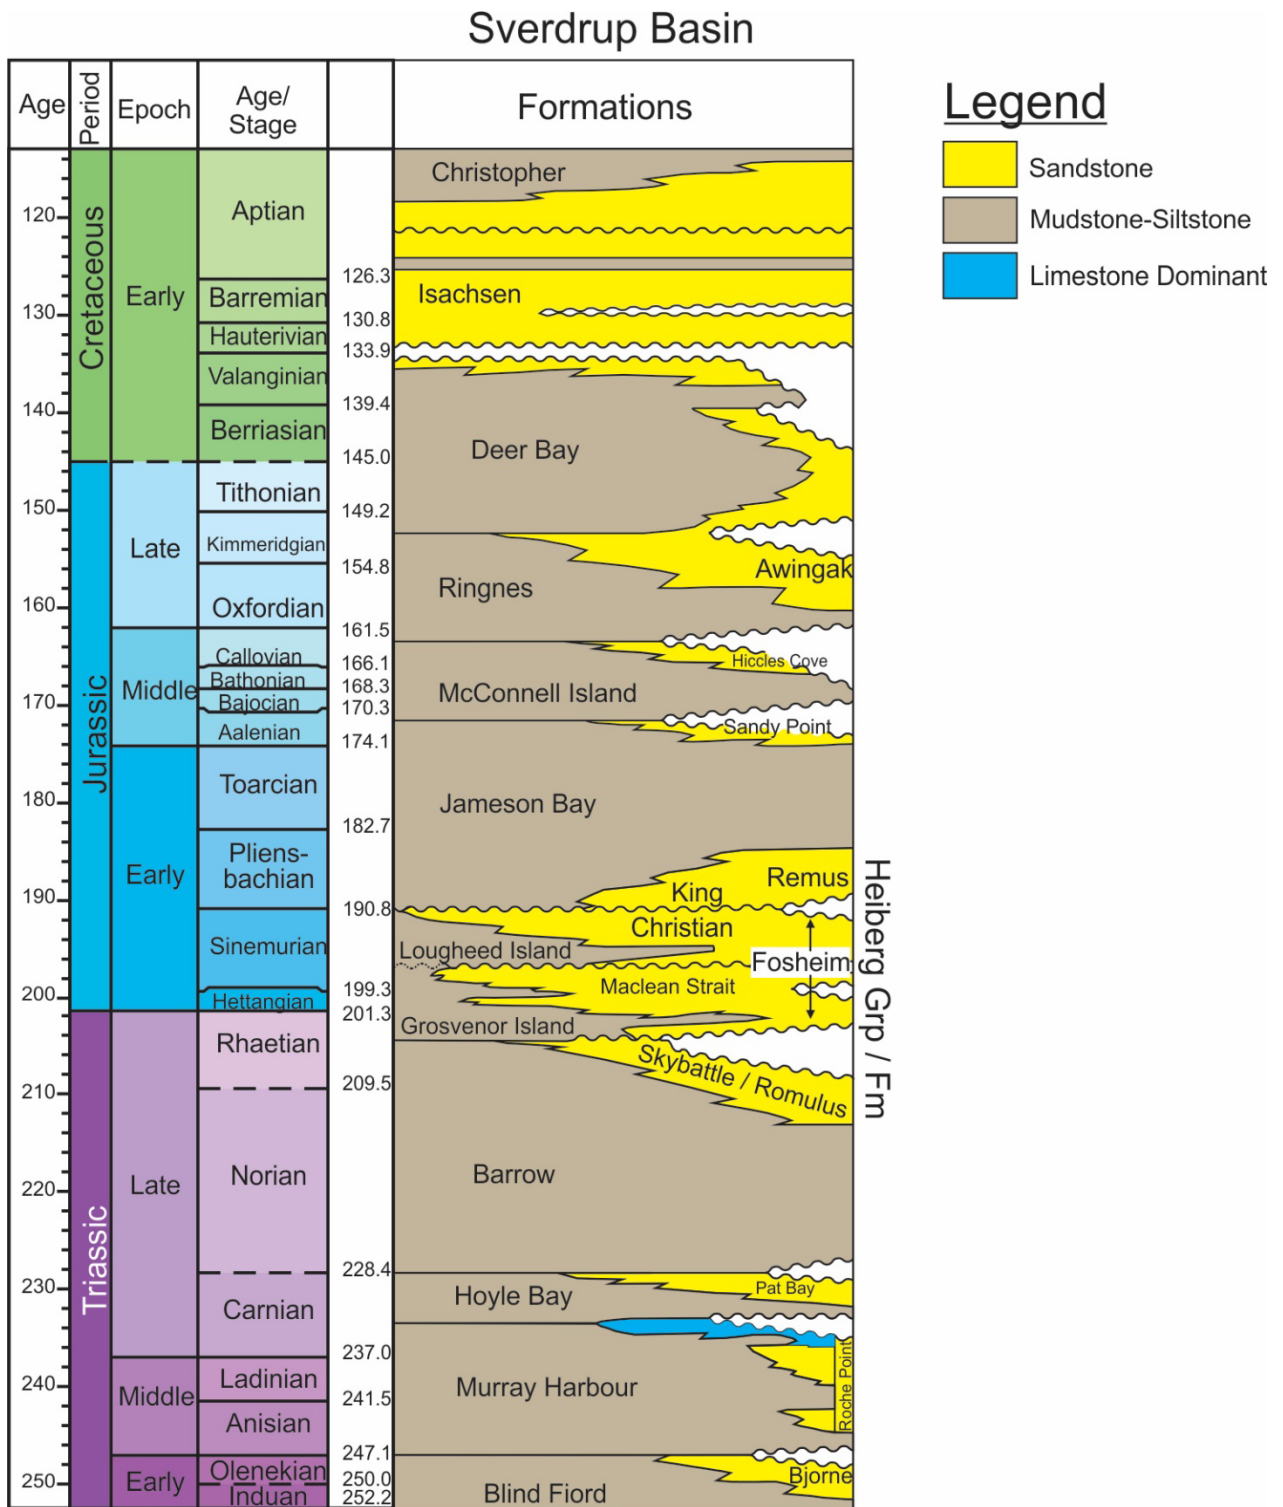 Sverdrup Basin
Age
Period
Epoch
Age/
Stage
Formations
Legend
Sandstone
Mudstone-Siltstone
Limestone Dominant
120
130
140
150
160
170
180
190
200
210
220
230
240
250
Cretaceous
Jurassic
Triassic
Early
Late
Middle
Early
Late
Middle
Early
Aptian
Barremian
Hauterivian
Valanginian
Berriasian
Tithonian
Kimmeridgian
Oxfordian
Callovian
Bathonian
Bajocian
Aalenian
Toarcian
Pliens-
bachian
Sinemurian
Hettangian
Rhaetian
Norian
Carnian
Ladinian
Anisian
Olenekian
Induan
126.3
130.8
133.9
139.4
145.0
149.2
154.8
161.5
166.1
168.3
170.3
174.1
182.7
190.8
199.3
201.3
209.5
228.4
237.0
241.5
247.1
250.0
252.2
Christopher
Isachsen
Deer Bay
Awingak
Ringnes
Hiccles Cove
McConnell Island
Sandy Point
Jameson Bay
Remus
King
Christian
Lougheed Island
Fosheim
Maclean Strait
Grosvenor Island
Skybattle / Romulus
Barrow
Pat Bay
Hoyle Bay
Roche Point
Murray Harbour
Bjorne
Blind Fiord
Heiberg Grp / Fm